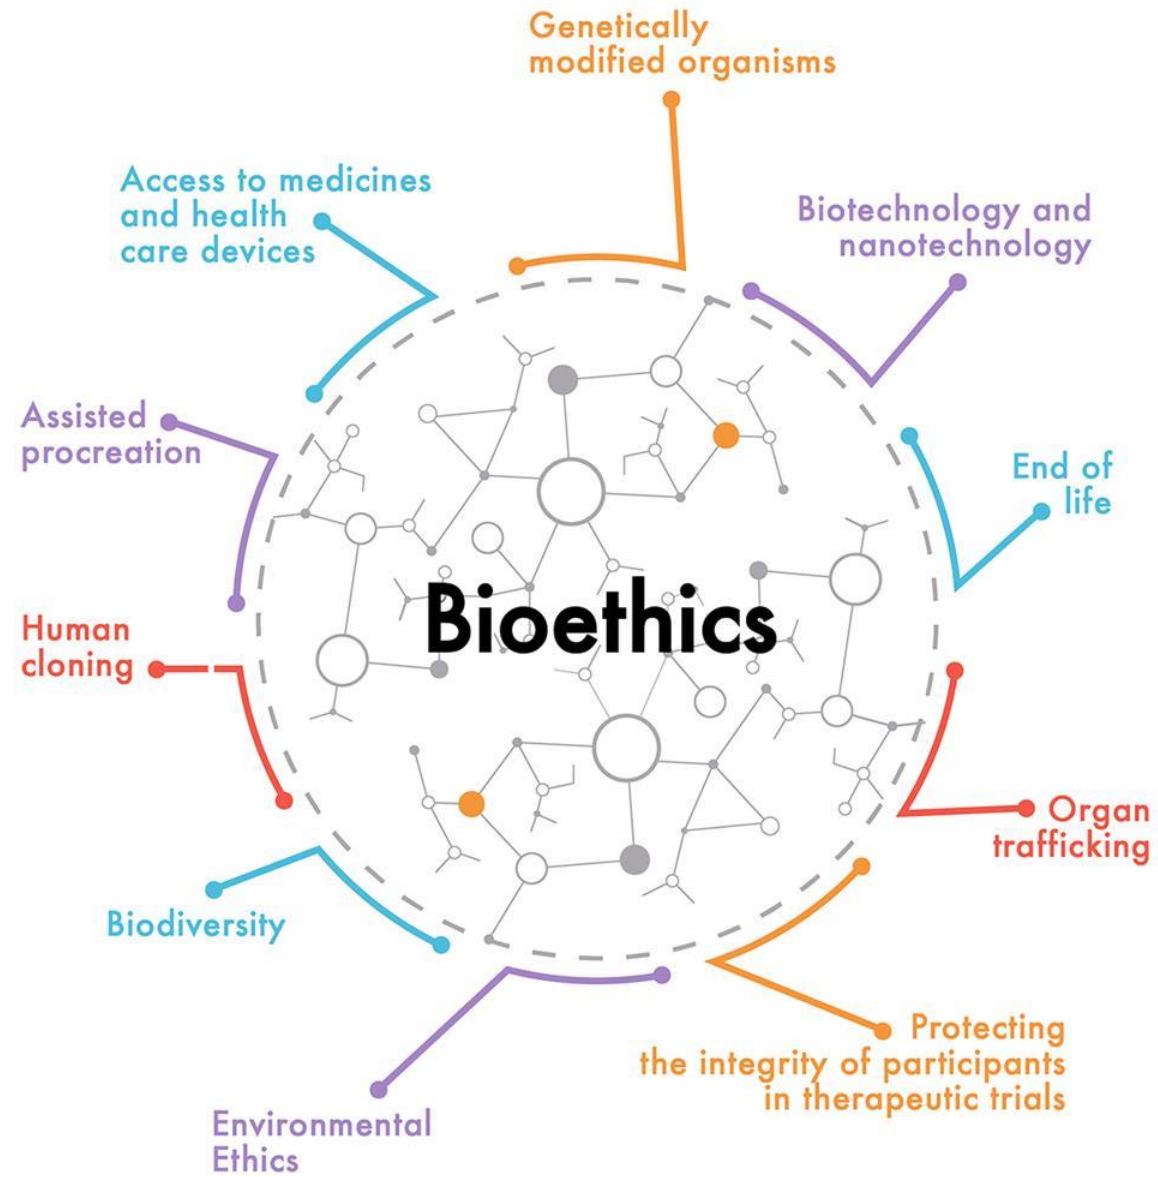 Genetically
modified organisms
Access to medicines
and health
care devices
Biotechnology and
nanotechnology
Assisted
procreation
End of
life
Bioethics
Human
cloning
Organ
trafficking
Biodiversity
Protecting
the integrity of participants
in therapeutic trials
Environmental
Ethics